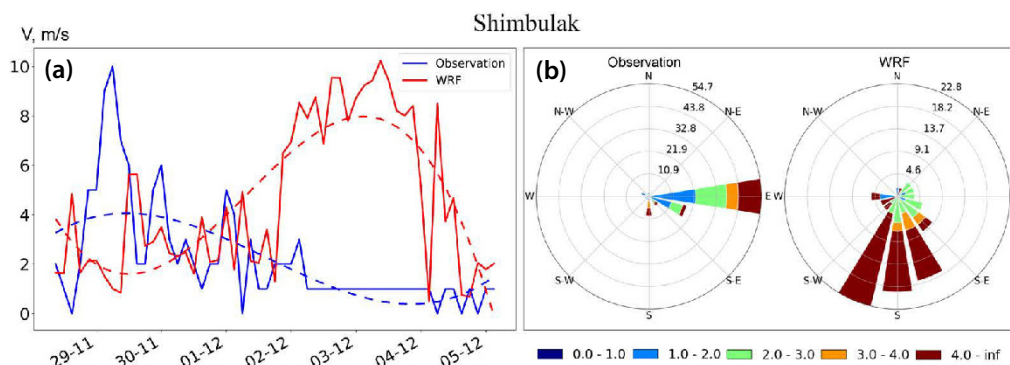 Shimbulak
V, m/s
(a)
Observation
WRF
10
8
6
4
2
0
29-11
30-11
01-12
02-12
03-12
04-12
05-12
(b)
Observation
N
N-E
E
S-E
S
S-W
W
N-W
54.7
43.8
32.8
21.9
10.9
WRF
N
N-E
E
S-E
S
S-W
W
N-W
22.8
18.2
13.7
9.1
4.6
0.0 - 1.0
1.0 - 2.0
2.0 - 3.0
3.0 - 4.0
4.0 - inf